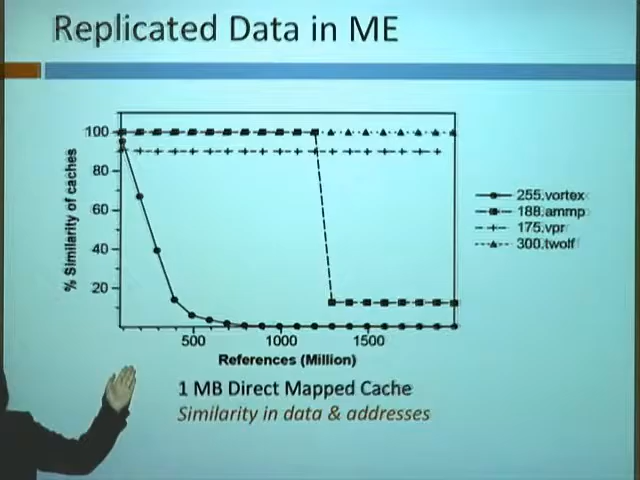 Replicated Data in ME
100
80
60
40
20
% Similarity of caches
500
1000
1500
References (Million)
255.vortex
188.ammp
175.vpr
300.twolf
1 MB Direct Mapped Cache
Similarity in data & addresses